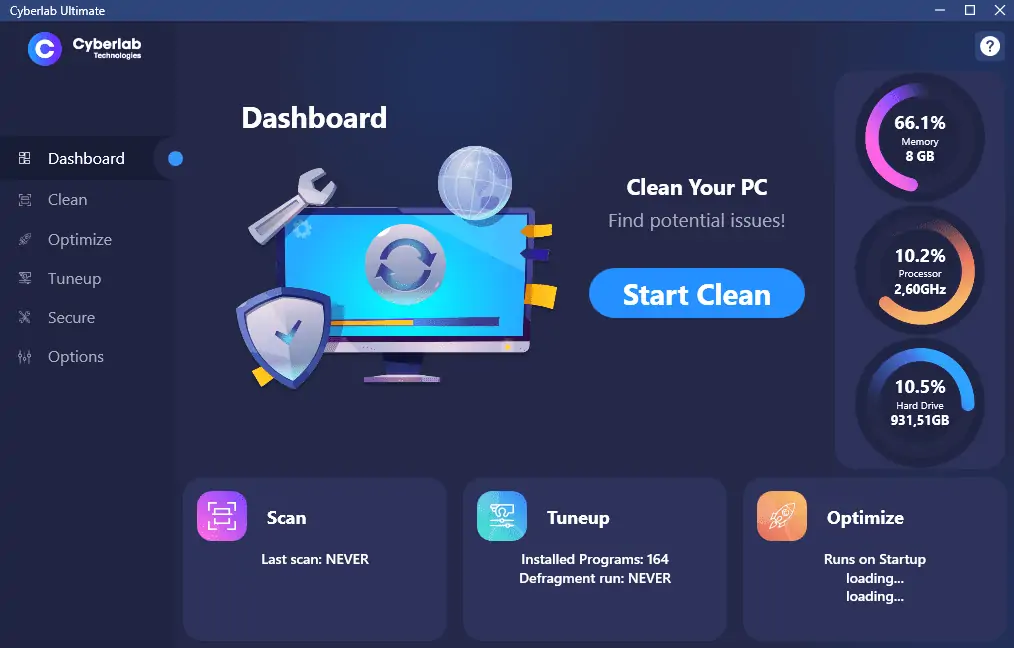 Cyberlab Ultimate
Cyberlab
Technologies
?
Dashboard
Clean
Optimize
Tuneup
Secure
Options
Dashboard
Clean Your PC
Find potential issues!
Start Clean
66.1%
Memory
8 GB
10.2%
Processor
2,60GHz
10.5%
Hard Drive
931,51GB
Scan
Last scan: NEVER
Tuneup
Installed Programs: 164
Defragment run: NEVER
Optimize
Runs on Startup
loading...
loading...